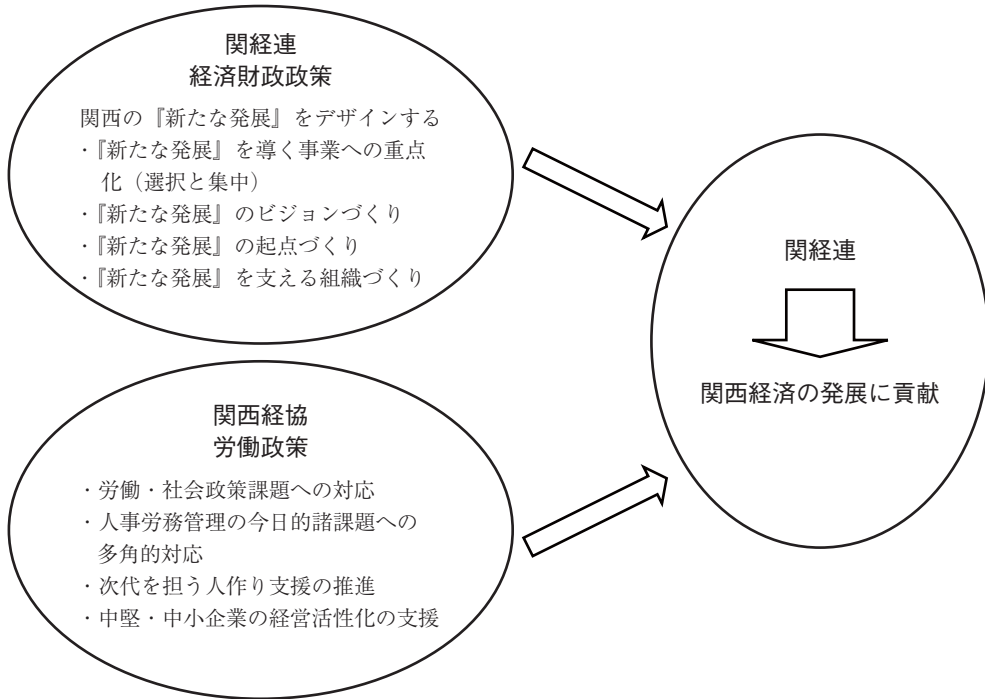 関経連
経済財政政策
関西の『新たな発展』をデザインする
・『新たな発展』を導く事業への重点
化（選択と集中）
・『新たな発展』のビジョンづくり
・『新たな発展』の起点づくり
・『新たな発展』を支える組織づくり
関西経協
労働政策
・労働・社会政策課題への対応
・人事労務管理の今日的諸課題への
多角的対応
・次代を担う人作り支援の推進
・中堅・中小企業の経営活性化の支援
関経連
関西経済の発展に貢献